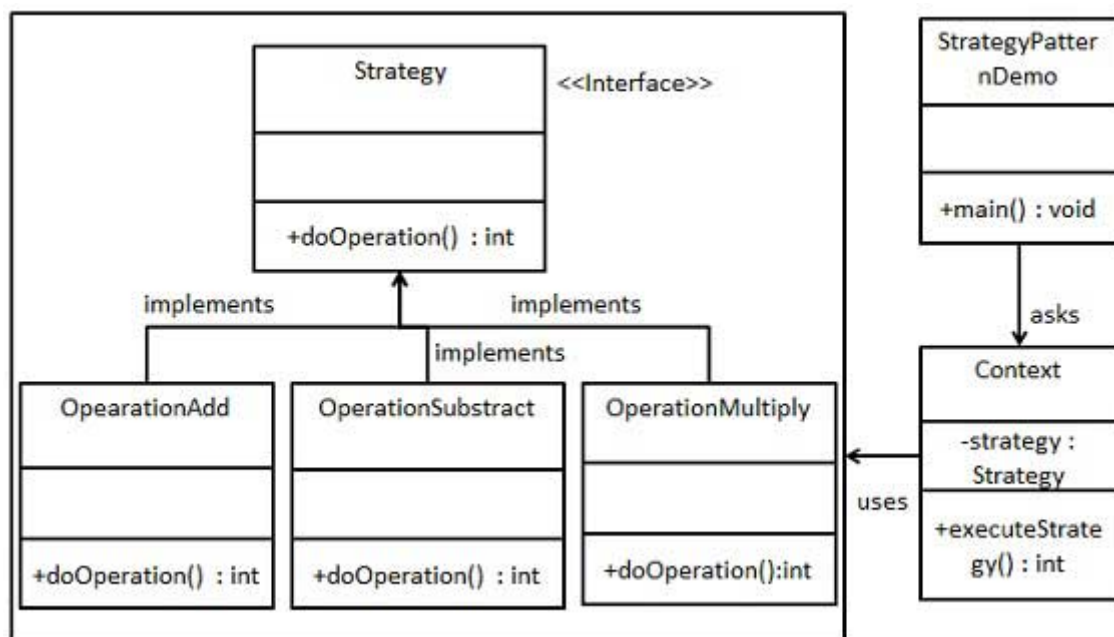 Strategy
<<Interface>>
+doOperation() : int
implements
implements
implements
OpearationAdd
+doOperation() : int
OperationSubstract
+doOperation() : int
OperationMultiply
+doOperation():int
StrategyPatter
nDemo
+main() : void
asks
Context
-strategy :
Strategy
+executeStrate
gy() : int
uses